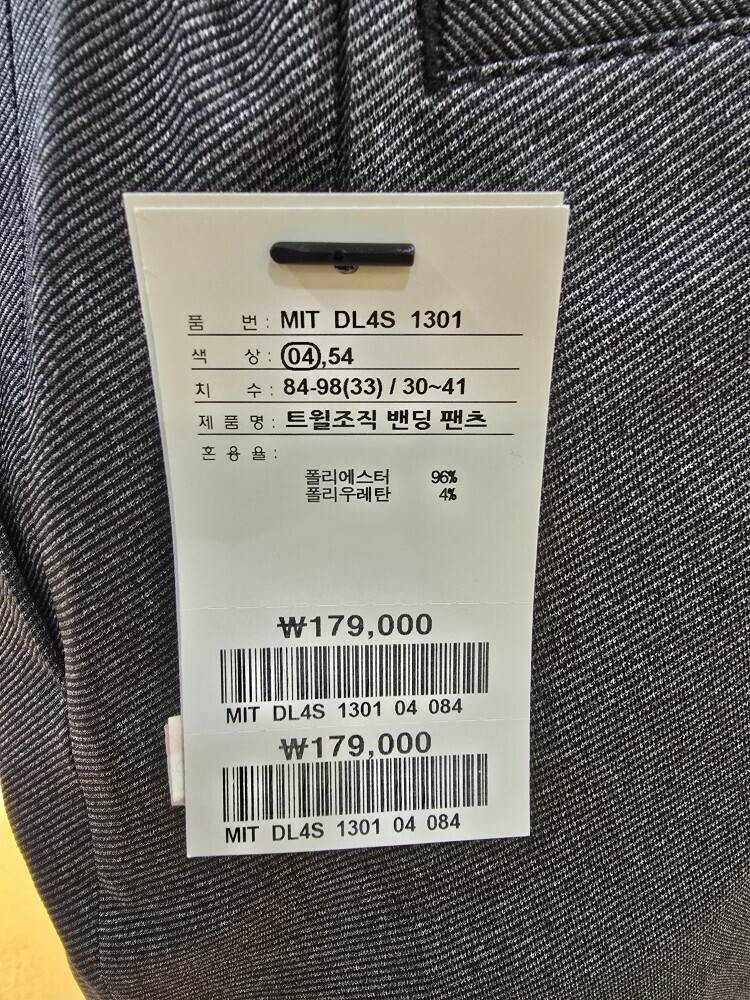 품 번 : MIT DL4S 1301
색 상 : 04,54
치 수 : 84-98(33) / 30~41
제 품 명 : 트윌조직 밴딩 팬츠
혼 용 율 :
폴리에스터 96%
폴리우레탄 4%
₩179,000
MIT DL4S 1301 04 084
₩179,000
MIT DL4S 1301 04 084